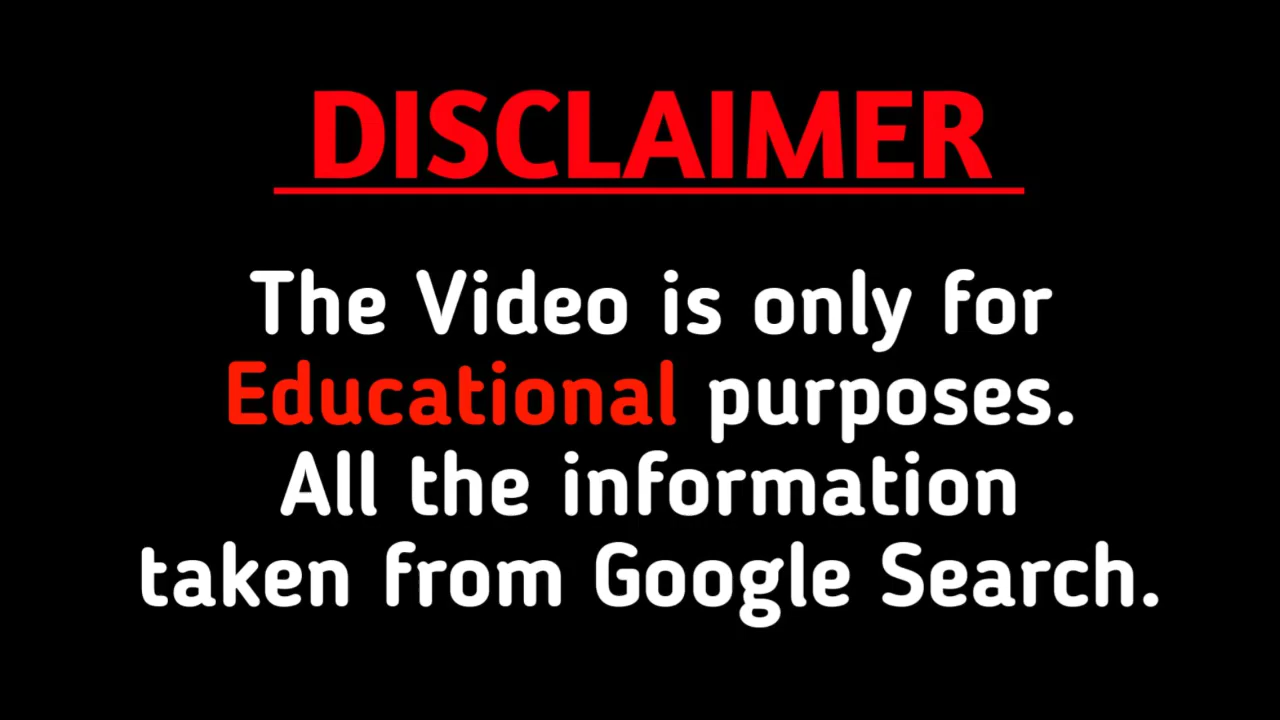 DISCLAIMER
The Video is only for
Educational purposes.
All the information
taken from Google Search.